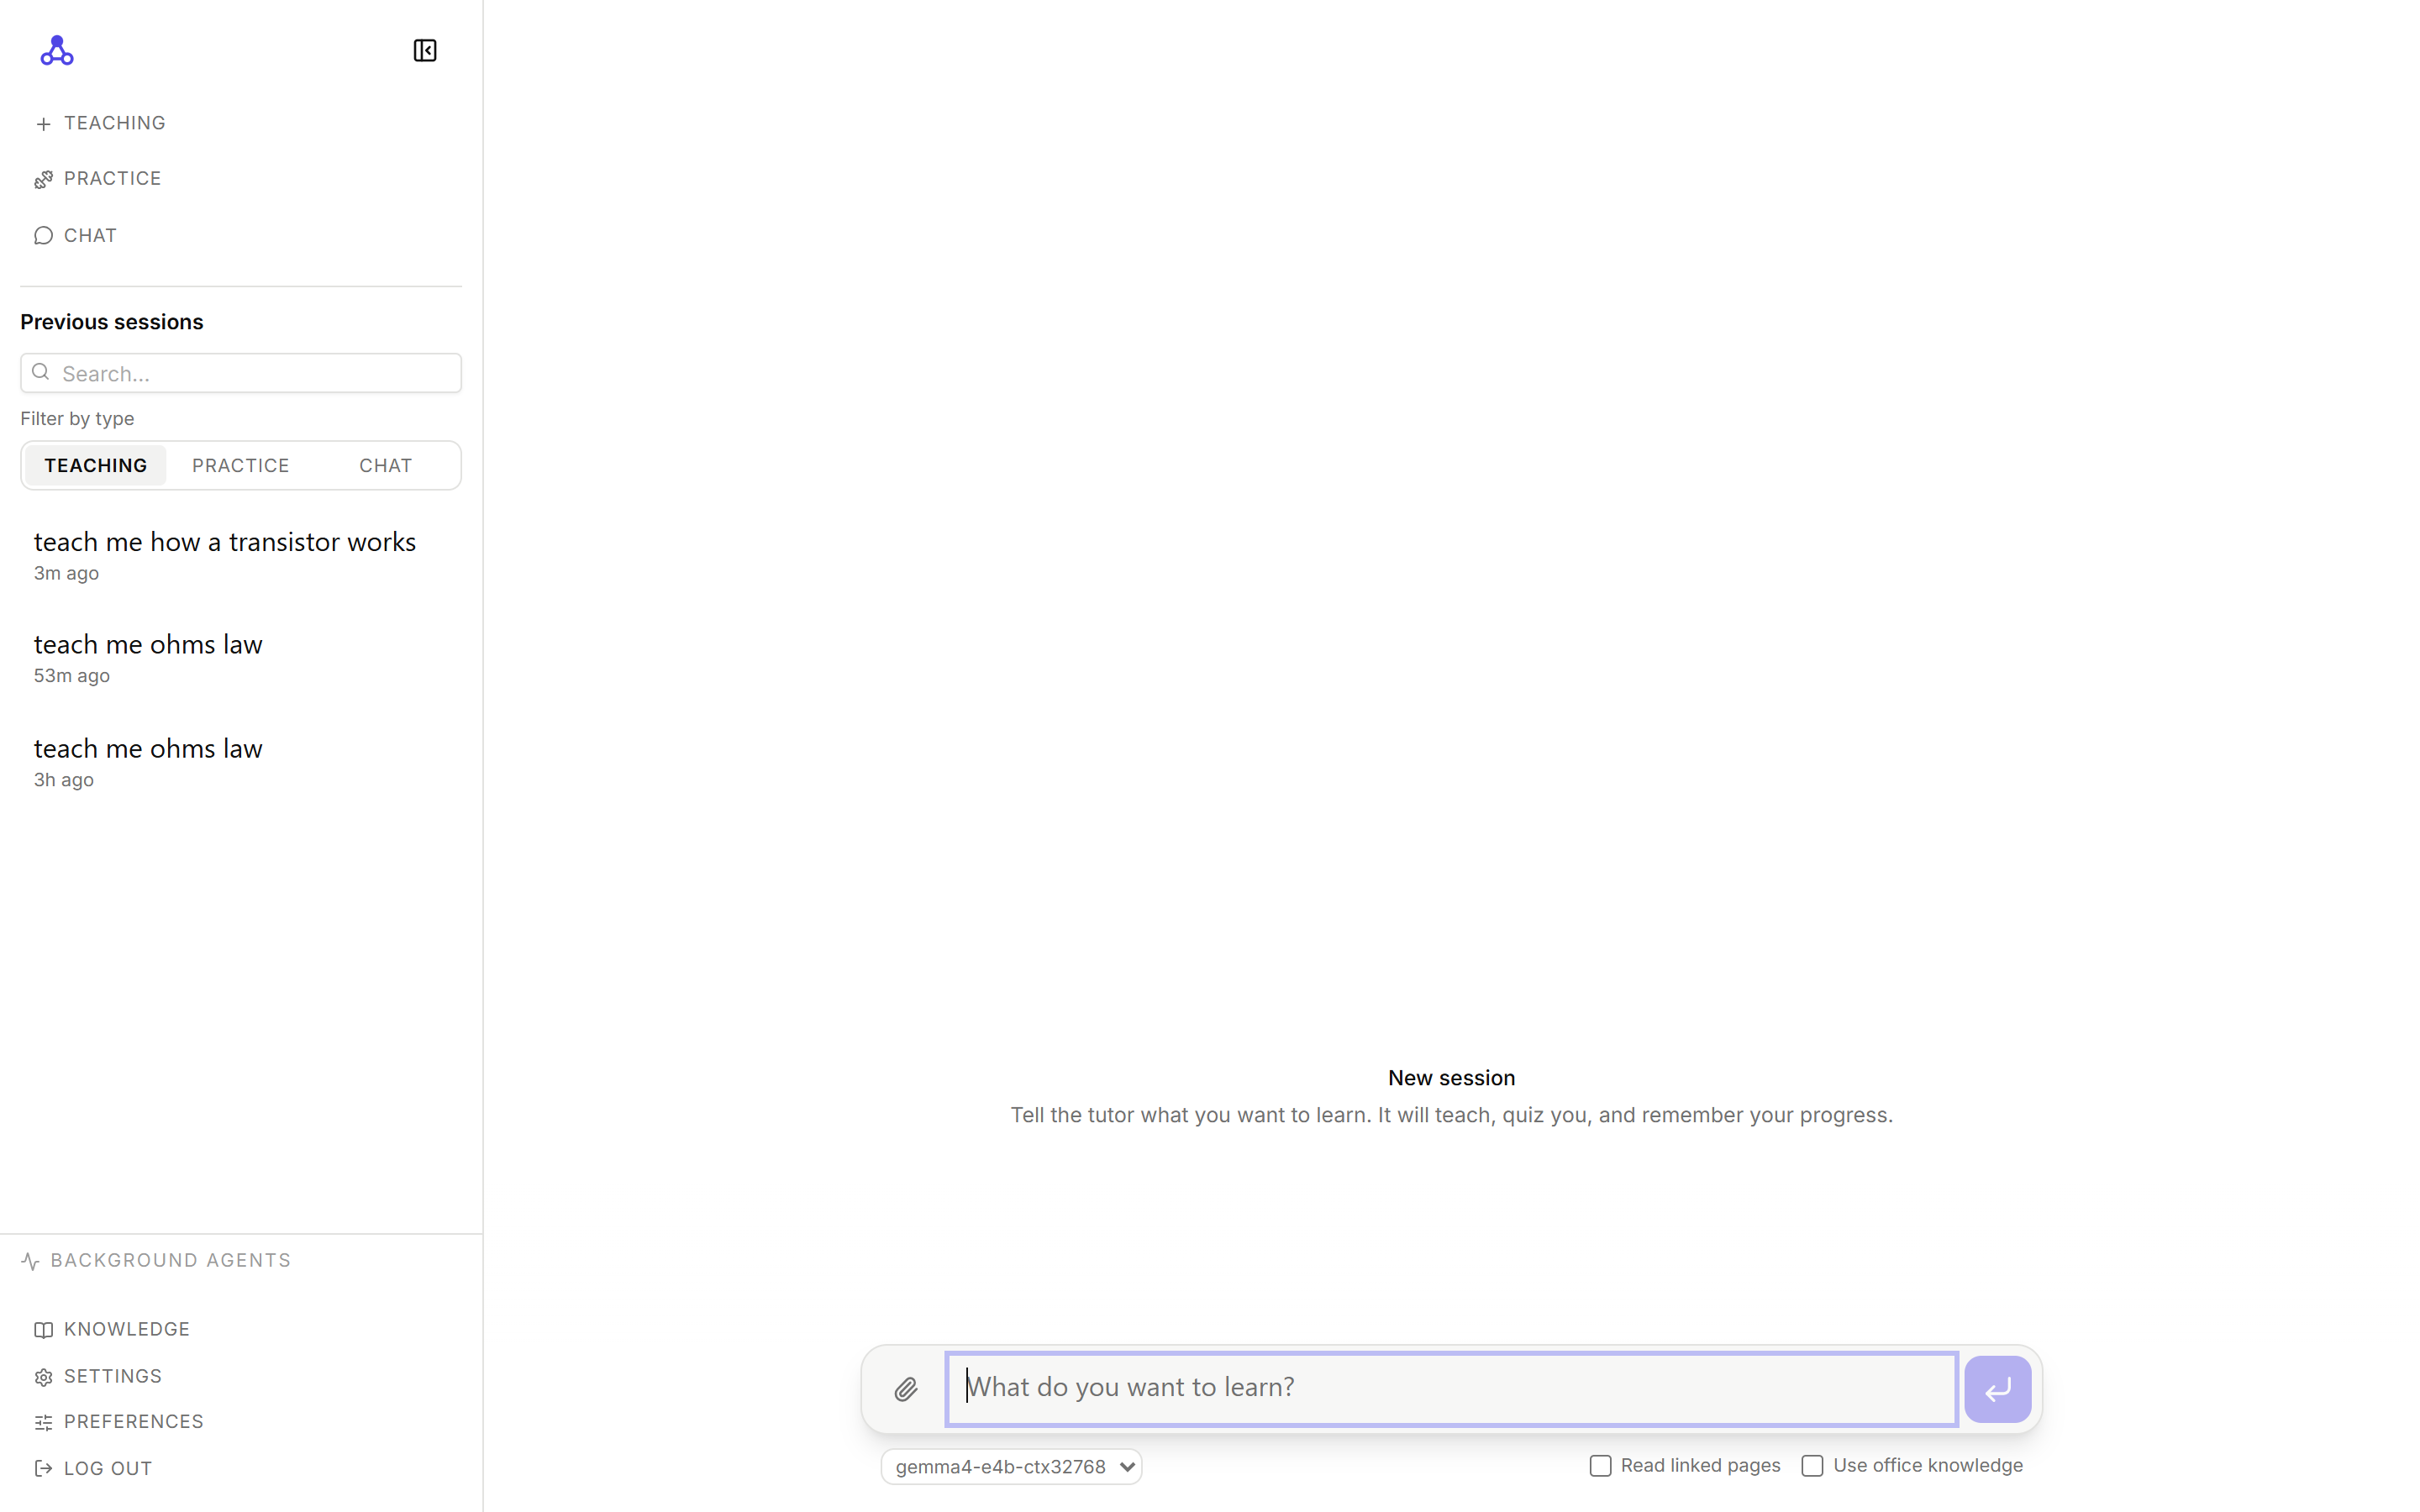 TEACHING
PRACTICE
CHAT
Previous sessions
Search...
Filter by type
TEACHING PRACTICE CHAT
teach me how a transistor works
3m ago
teach me ohms law
53m ago
teach me ohms law
3h ago
BACKGROUND AGENTS
KNOWLEDGE
SETTINGS
PREFERENCES
LOG OUT
New session
Tell the tutor what you want to learn. It will teach, quiz you, and remember your progress.
What do you want to learn?
gemma4-e4b-ctx32768 Read linked pages Use office knowledge